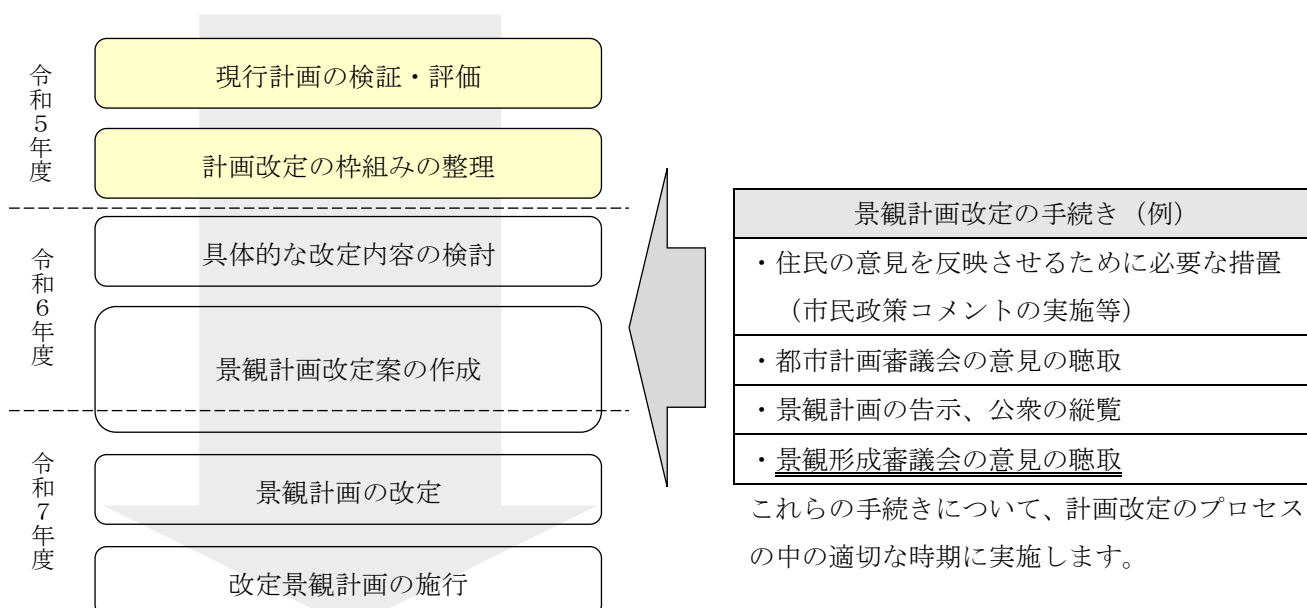 令和5年度
現行計画の検証・評価
計画改定の枠組みの整理
令和6年度
具体的な改定内容の検討
景観計画改定案の作成
令和7年度
景観計画の改定
改定景観計画の施行
景観計画改定の手続き（例）
・住民の意見を反映させるために必要な措置
（市民政策コメントの実施等）
・都市計画審議会の意見の聴取
・景観計画の告示、公衆の縦覧
・景観形成審議会の意見の聴取
これらの手続きについて、計画改定のプロセス
の中の適切な時期に実施します。